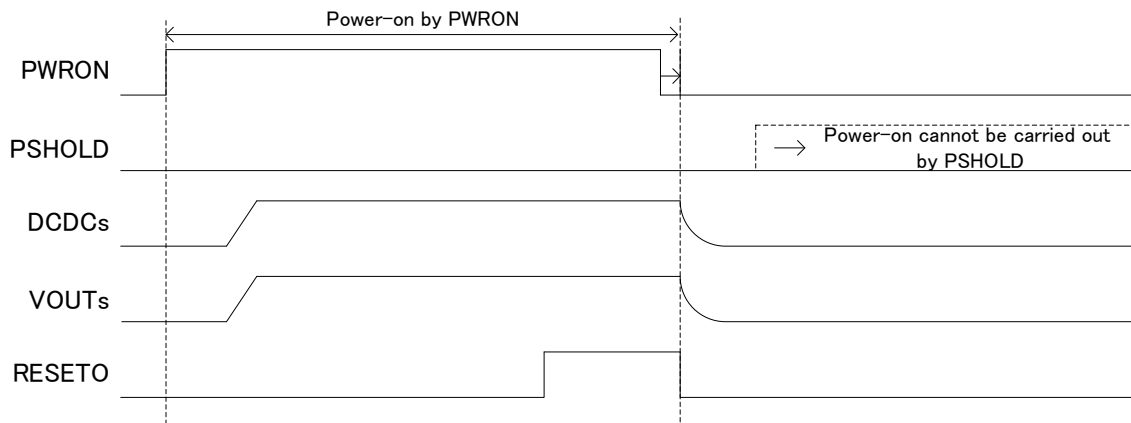 Power-on by PWRON
PWRON
PSHOLD
Power-on cannot be carried out
by PSHOLD
DCDCs
VOUTs
RESETO